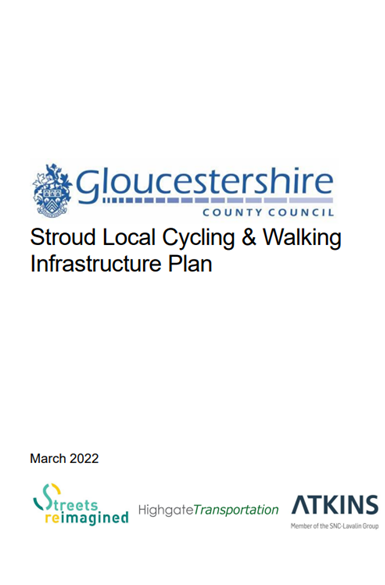 Gloucestershire
COUNTY COUNCIL
Stroud Local Cycling & Walking
Infrastructure Plan
March 2022
Streets
reimagined
HighgateTransportation
ATKINS
Member of the SNC-Lavalin Group